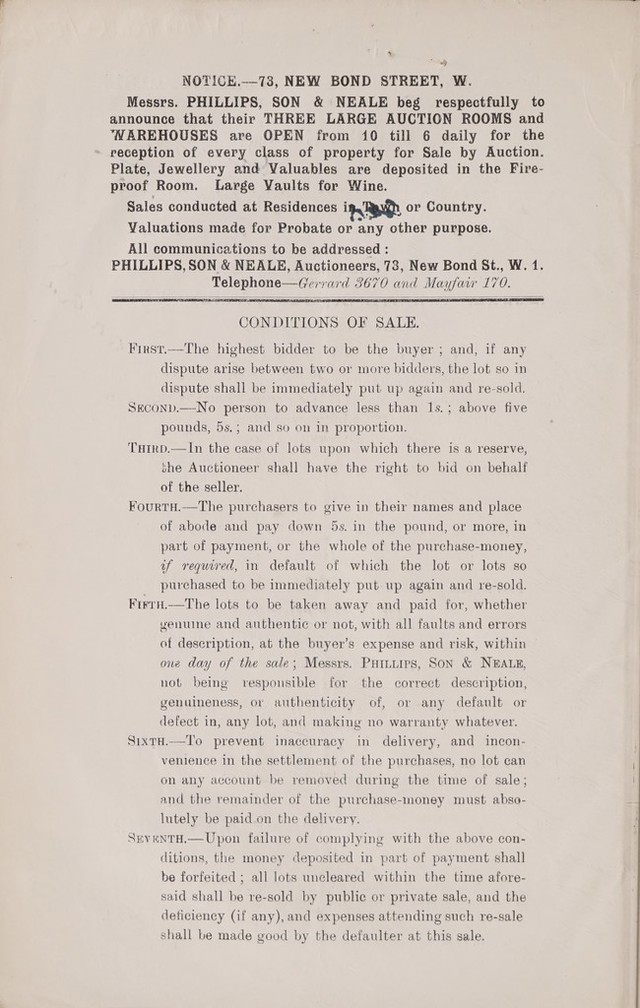 NOTICE.—73, NEW BOND STREET, W.
Messrs. PHILLIPS, SON & NEALE beg respectfully to
announce that their THREE LARGE AUCTION ROOMS and
WAREHOUSES are OPEN from 10 till 6 daily for the
reception of every class of property for Sale by Auction.
Plate, Jewellery and Valuables are deposited in the Fire-
proof Room. Large Vaults for Wine.
Sales conducted at Residences in Town or Country.
Valuations made for Probate or any other purpose.
All communications to be addressed :
PHILLIPS, SON & NEALE, Auctioneers, 73, New Bond St., W. 1.
Telephone—Gerrard 3670 and Mayfair 170.
CONDITIONS OF SALE.
FIRST.—The highest bidder to be the buyer ; and, if any
dispute arise between two or more bidders, the lot so in
dispute shall be immediately put up again and re-sold.
SECOND.—No person to advance less than 1s. ; above five
pounds, 5s. ; and so on in proportion.
THIRD.—In the case of lots upon which there is a reserve,
the Auctioneer shall have the right to bid on behalf
of the seller.
FOURTH.—The purchasers to give in their names and place
of abode and pay down 5s. in the pound, or more, in
part of payment, or the whole of the purchase-money,
if required, in default of which the lot or lots so
purchased to be immediately put up again and re-sold.
FIFTH.—The lots to be taken away and paid for, whether
genuine and authentic or not, with all faults and errors
of description, at the buyer's expense and risk, within
one day of the sale ; Messrs. PHILLIPS, SON & NEALE,
not being responsible for the correct description,
genuineness, or authenticity of, or any default or
defect in, any lot, and making no warranty whatever.
SIXTH.—To prevent inaccuracy in delivery, and incon-
venience in the settlement of the purchases, no lot can
on any account be removed during the time of sale ;
and the remainder of the purchase-money must abso-
lutely be paid on the delivery.
SEVENTH.—Upon failure of complying with the above con-
ditions, the money deposited in part of payment shall
be forfeited ; all lots uncleared within the time afore-
said shall be re-sold by public or private sale, and the
deficiency (if any), and expenses attending such re-sale
shall be made good by the defaulter at this sale.